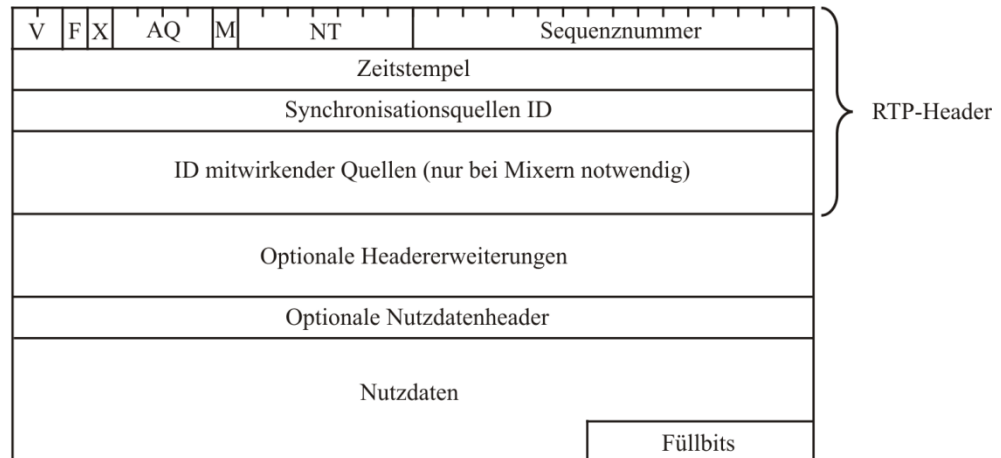 V F X AQ M NT Sequenznummer
Zeitstempel
Synchronisationsquellen ID
RTP-Header
ID mitwirkender Quellen (nur bei Mixern notwendig)
Optionale Headererweiterungen
Optionale Nutzdatenheader
Nutzdaten
Füllbits